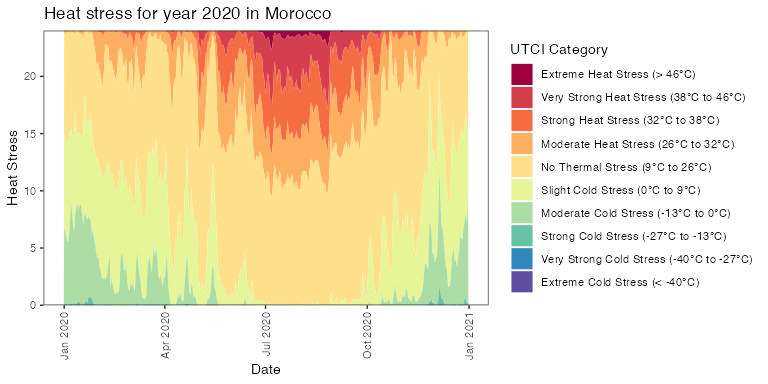 Heat stress for year 2020 in Morocco
Heat Stress
20
15
10
5
0
Jan 2020
Apr 2020
Jul 2020
Oct 2020
Jan 2021
Date
UTCI Category
Extreme Heat Stress (> 46°C)
Very Strong Heat Stress (38°C to 46°C)
Strong Heat Stress (32°C to 38°C)
Moderate Heat Stress (26°C to 32°C)
No Thermal Stress (9°C to 26°C)
Slight Cold Stress (0°C to 9°C)
Moderate Cold Stress (-13°C to 0°C)
Strong Cold Stress (-27°C to -13°C)
Very Strong Cold Stress (-40°C to -27°C)
Extreme Cold Stress (< -40°C)